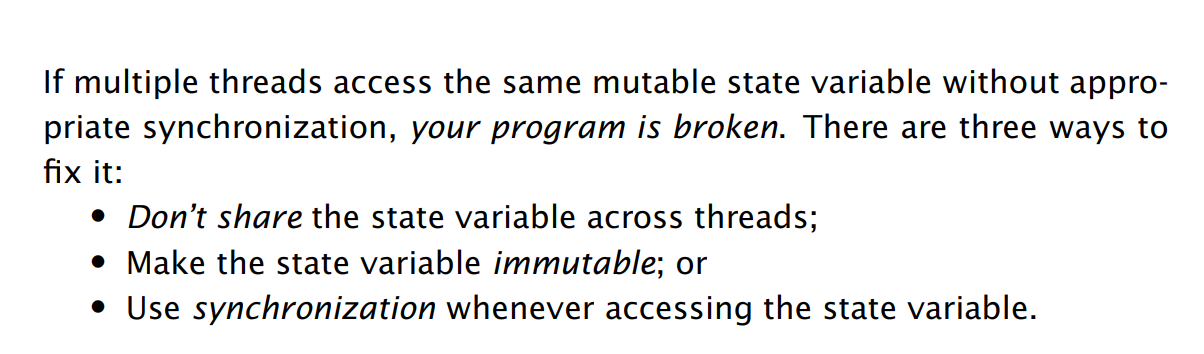 If multiple threads access the same mutable state variable without appro-
priate synchronization, your program is broken. There are three ways to
fix it:
• Don’t share the state variable across threads;
• Make the state variable immutable; or
• Use synchronization whenever accessing the state variable.